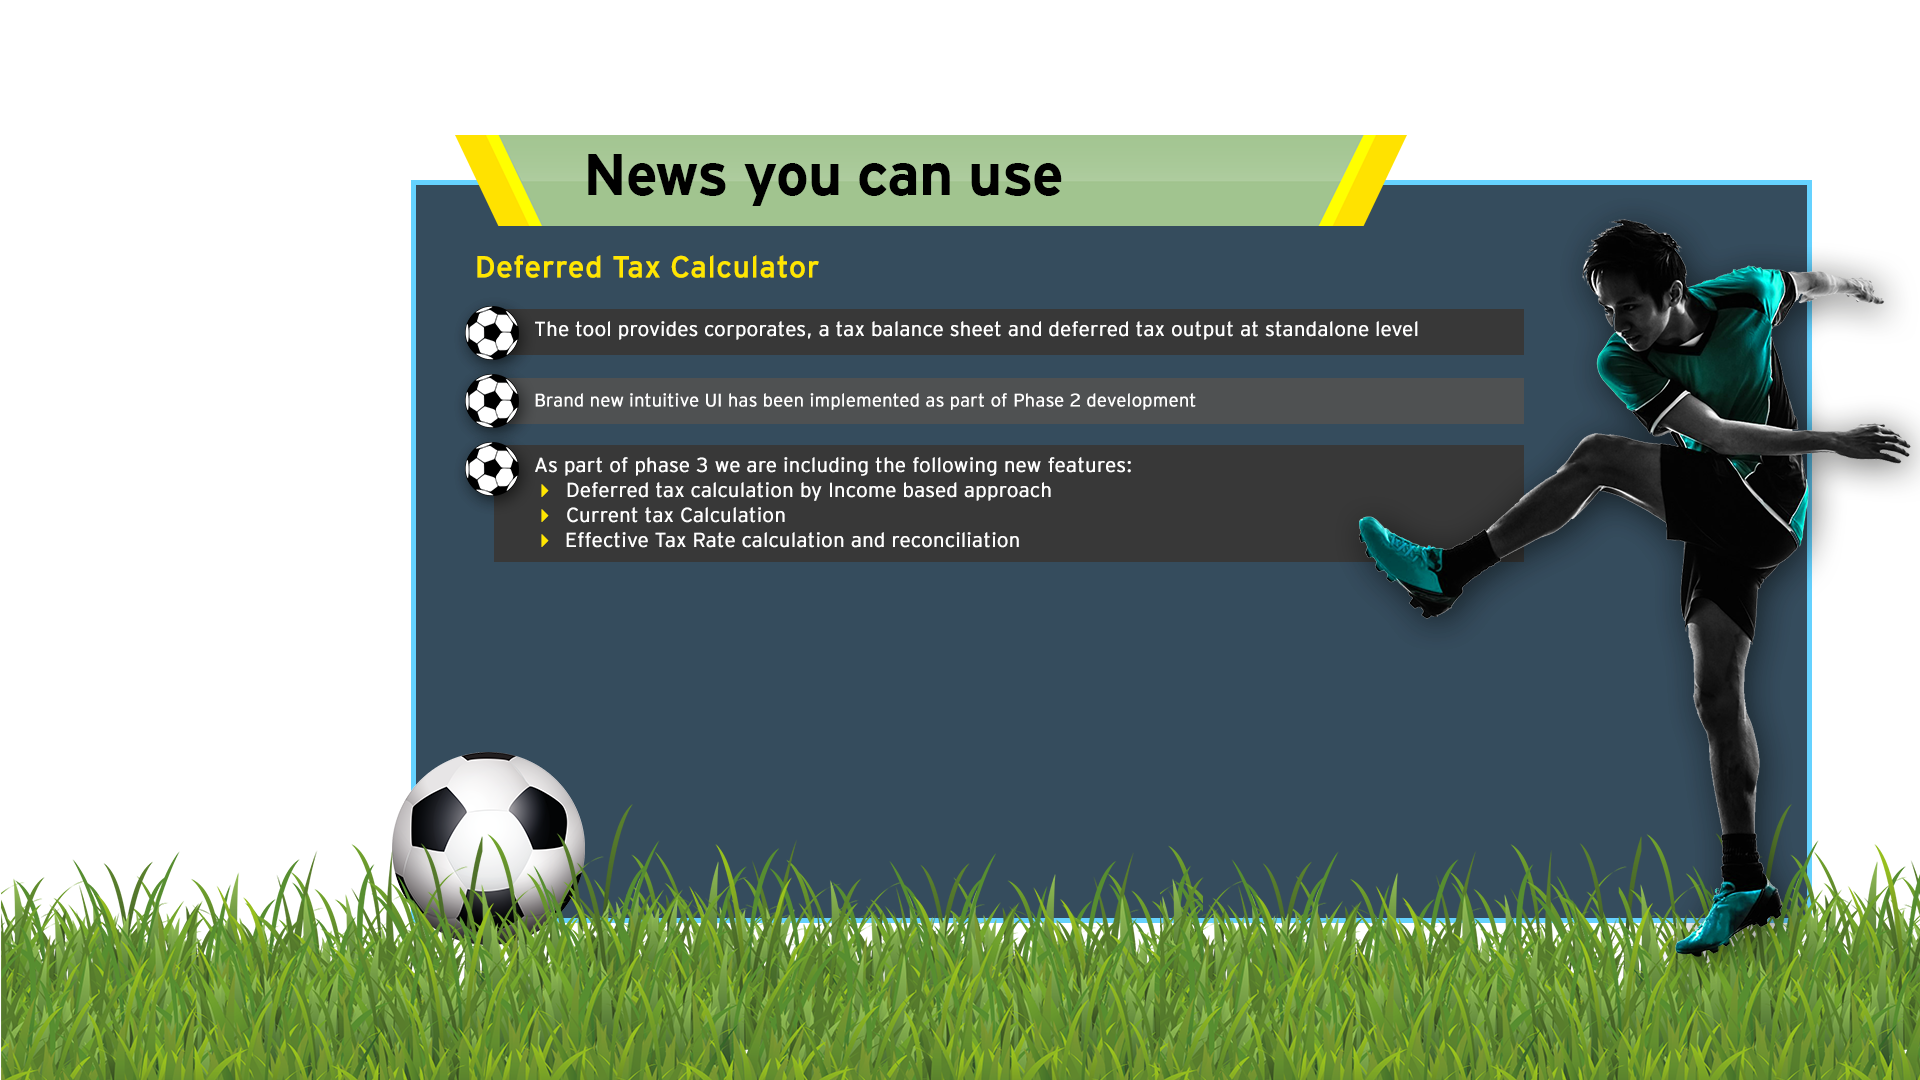 News you can use
Deferred Tax Calculator
The tool provides corporates, a tax balance sheet and deferred tax output at standalone level
Brand new intuitive UI has been implemented as part of Phase 2 development
As part of phase 3 we are including the following new features:
Deferred tax calculation by Income based approach
Current tax Calculation
Effective Tax Rate calculation and reconciliation